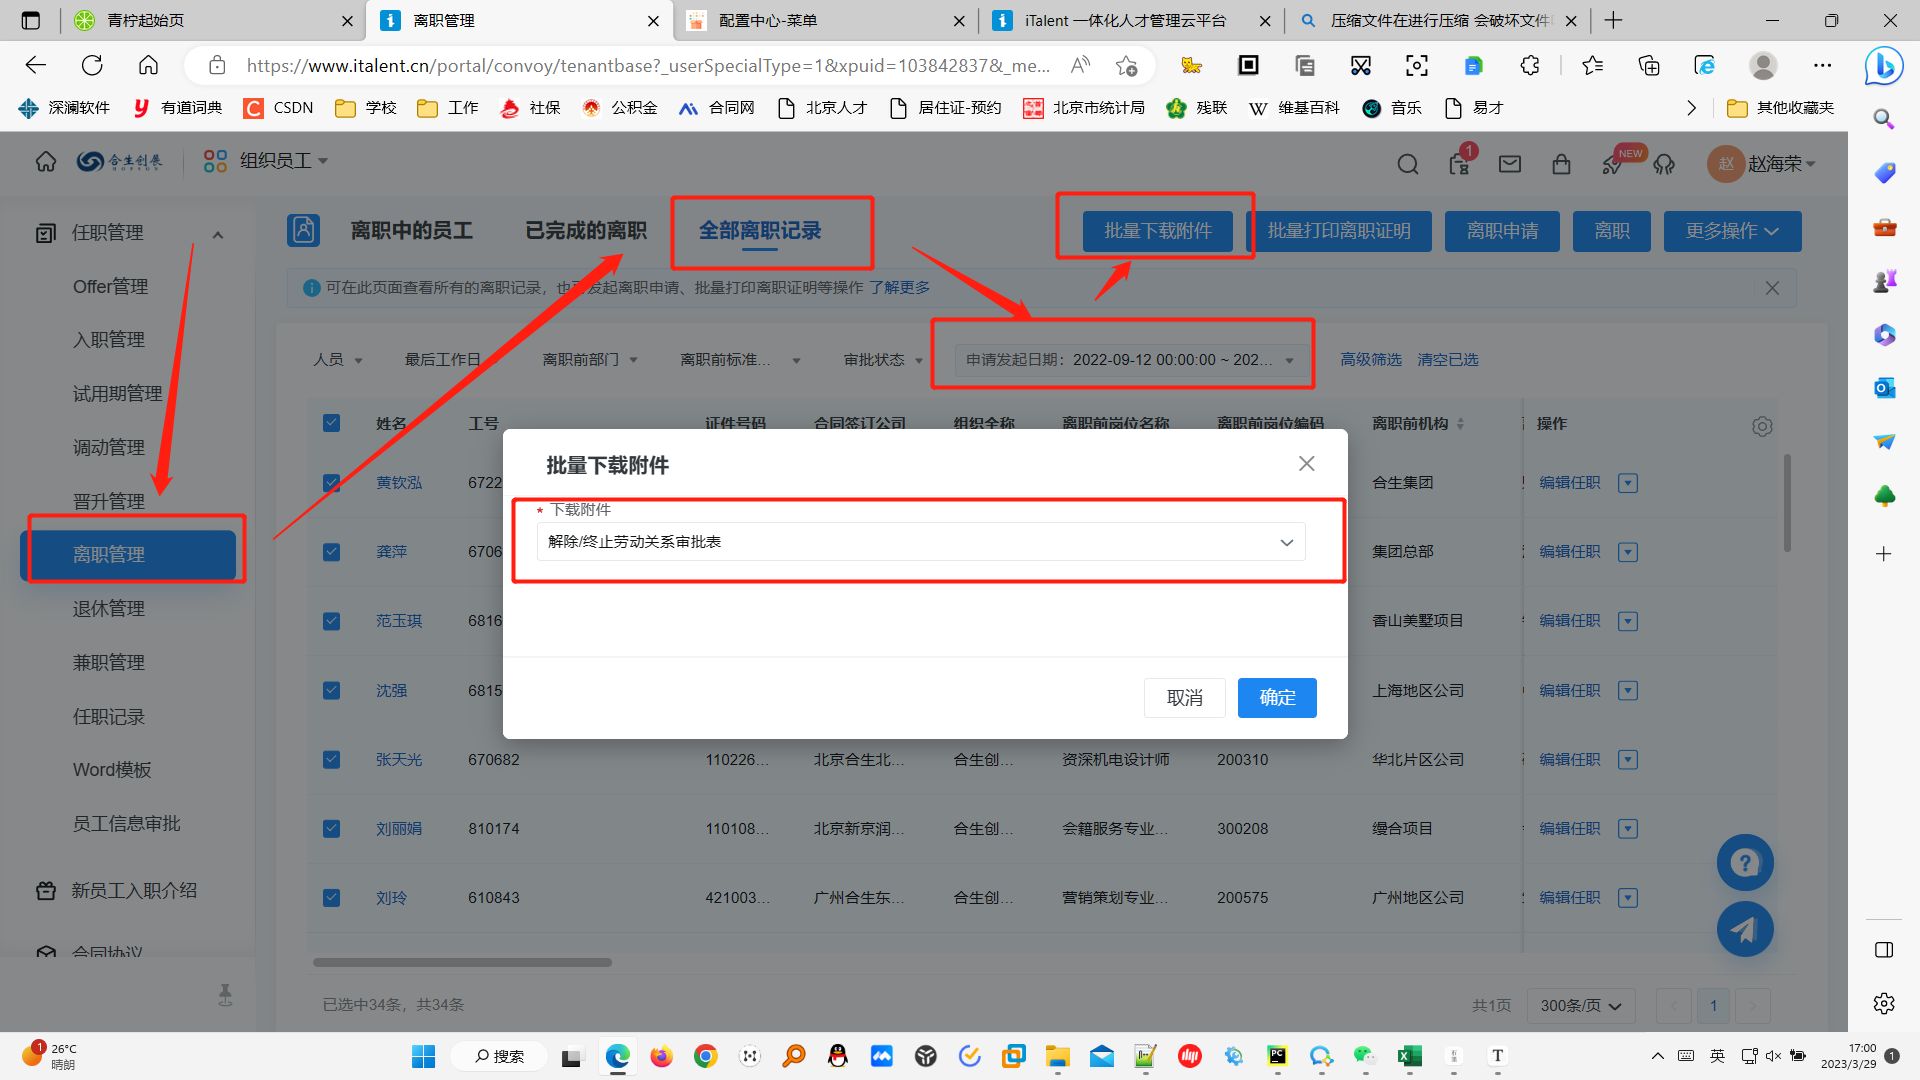 青柠起始页
离职管理
配置中心-菜单
iTalent 一体化人才管理云平台
压缩文件在进行压缩 会破坏文件
https://www.italent.cn/portal/convoy/tenantbase?_userSpecialType=1&xpuid=103842837&_me...
深澜软件
有道词典
CSDN
学校
工作
社保
公积金
合同网
北京人才
居住证-预约
北京市统计局
残联
维基百科
音乐
易才
其他收藏夹
合生创展
HOPSON
组织员工
1
NEW
赵
赵海荣
任职管理
Offer管理
入职管理
试用期管理
调动管理
晋升管理
离职管理
退休管理
兼职管理
任职记录
Word模板
员工信息审批
新员工入职介绍
合同协议
离职中的员工
已完成的离职
全部离职记录
批量下载附件
批量打印离职证明
离职申请
离职
更多操作
可在此页面查看所有的离职记录，也可发起离职申请、批量打印离职证明等操作 了解更多
人员
最后工作日
离职前部门
离职前标准...
审批状态
申请发起日期： 2022-09-12 00:00:00 ~ 202...
高级筛选
清空已选
姓名 工号 证件号码 合同签订公司 组织全称 离职前岗位名称 离职前岗位编码 离职前机构 操作
黄钦泓 6722 合生集团 编辑任职
龚萍 6706 集团总部 编辑任职
范玉琪 6816 香山美墅项目 编辑任职
沈强 6815 上海地区公司 编辑任职
张天光 670682 110226... 北京合生北... 合生创... 资深机电设计师 200310 华北片区公司 编辑任职
刘丽娟 810174 110108... 北京新京润... 合生创... 会籍服务专业... 300208 缦合项目 编辑任职
刘玲 610843 421003... 广州合生东... 合生创... 营销策划专业... 200575 广州地区公司 编辑任职
批量下载附件
* 下载附件
解除/终止劳动关系审批表
取消
确定
已选中34条，共34条
共1页
300条/页
1
1
26°C
晴朗
搜索
英
17:00
2023/3/29
1